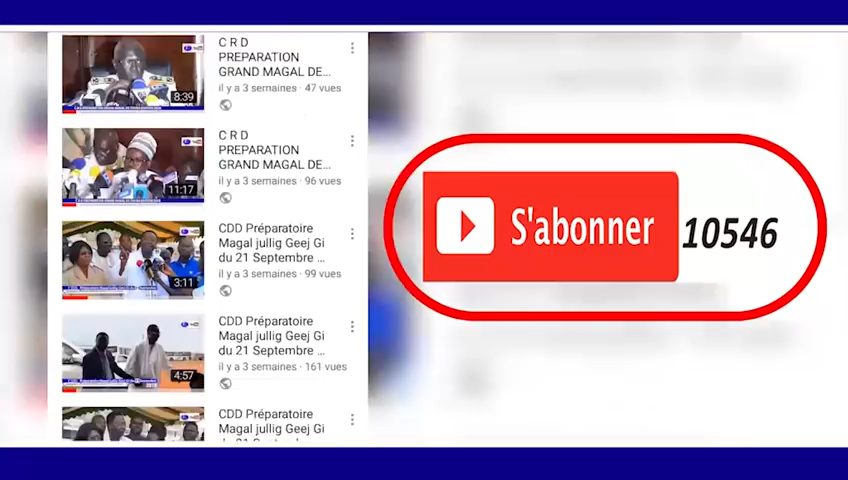 C R D
PREPARATION
GRAND MAGAL DE...
il y a 3 semaines · 47 vues
8:39
C R D
PREPARATION
GRAND MAGAL DE...
il y a 3 semaines · 96 vues
11:17
CDD Préparatoire
Magal jullig Geej Gi
du 21 Septembre ...
il y a 3 semaines · 99 vues
3:11
CDD Préparatoire
Magal jullig Geej Gi
du 21 Septembre ...
il y a 3 semaines · 161 vues
4:57
CDD Préparatoire
Magal jullig Geej Gi
du 21 Septembre ...
S'abonner 10546